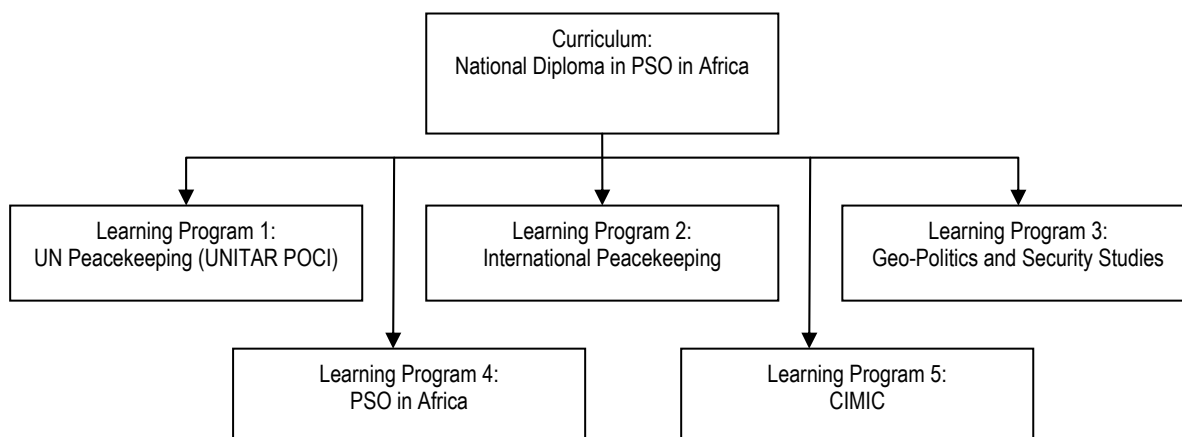 Curriculum:
National Diploma in PSO in Africa
Learning Program 1:
UN Peacekeeping (UNITAR POCI)
Learning Program 2:
International Peacekeeping
Learning Program 3:
Geo-Politics and Security Studies
Learning Program 4:
PSO in Africa
Learning Program 5:
CIMIC